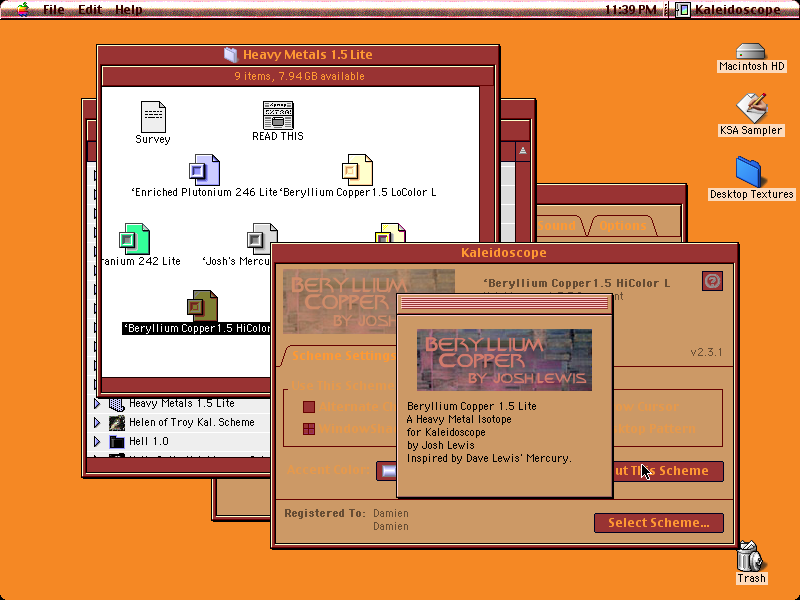 File Edit Help
11:39 PM
Kaleidoscope
Heavy Metals 1.5 Lite
9 items, 7.94 GB available
Survey
READ THIS
'Enriched Plutonium 246 Lite
'Beryllium Copper 1.5 LoColor L
ranium 242 Lite
'Josh's Mercu
'Beryllium Copper 1.5 HiColor
Heavy Metals 1.5 Lite
Helen of Troy Kal. Scheme
Hell 1.0
Sound
Options
Macintosh HD
KSA Sampler
Desktop Textures
Trash
Kaleidoscope
BERYLLIUM
COPPER
BY JOSH
'Beryllium Copper 1.5 HiColor L
v2.3.1
Scheme Settings
Use This Scheme
Alternate
WindowSha
Cursor
Pattern
Accent Color:
ut This Scheme
Registered To: Damien
Damien
Select Scheme...
BERYLLIUM
COPPER
BY JOSH LEWIS
Beryllium Copper 1.5 Lite
A Heavy Metal Isotope
for Kaleidoscope
by Josh Lewis
Inspired by Dave Lewis' Mercury.